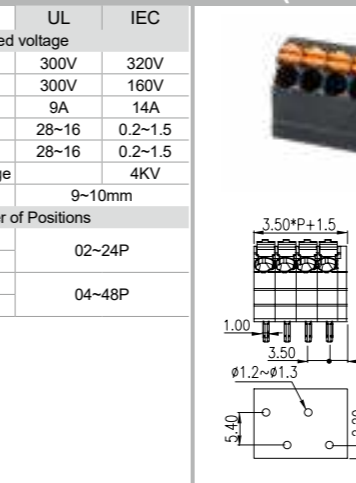 UL IEC
ed voltage
300V 320V
300V 160V
9A 14A
28~16 0.2~1.5
28~16 0.2~1.5
ge 4KV
9~10mm
er of Positions
02~24P
04~48P
3.50*P+1.5
1.00
3.50
ø1.2~ø1.3
5.40